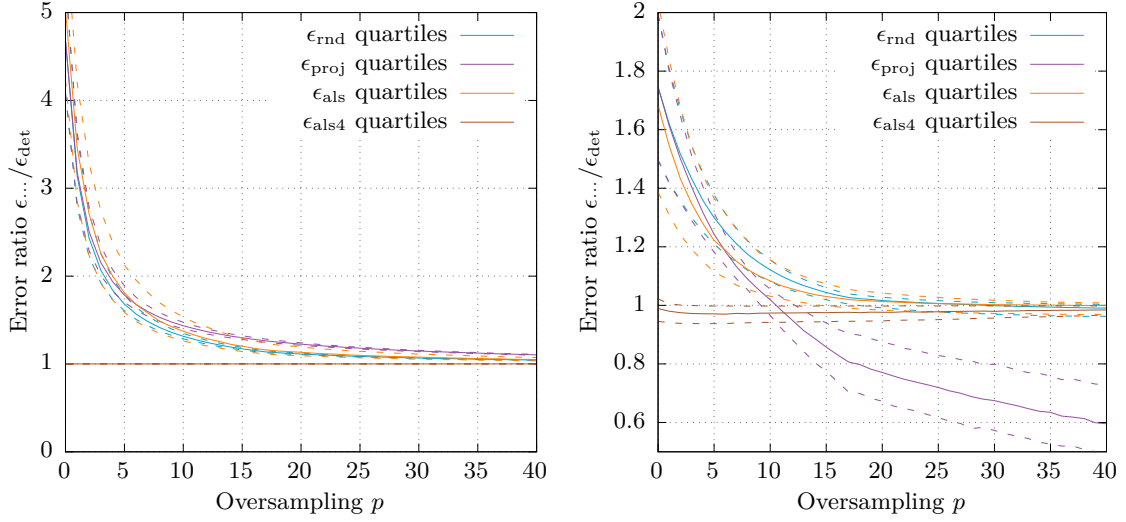 Error ratio ϵ.../ϵdet
5
4
3
2
1
0
ϵrnd quartiles
ϵproj quartiles
ϵals quartiles
ϵals4 quartiles
0 5 10 15 20 25 30 35 40
Oversampling p
Error ratio ϵ.../ϵdet
2
1.8
1.6
1.4
1.2
1
0.8
0.6
ϵrnd quartiles
ϵproj quartiles
ϵals quartiles
ϵals4 quartiles
0 5 10 15 20 25 30 35 40
Oversampling p